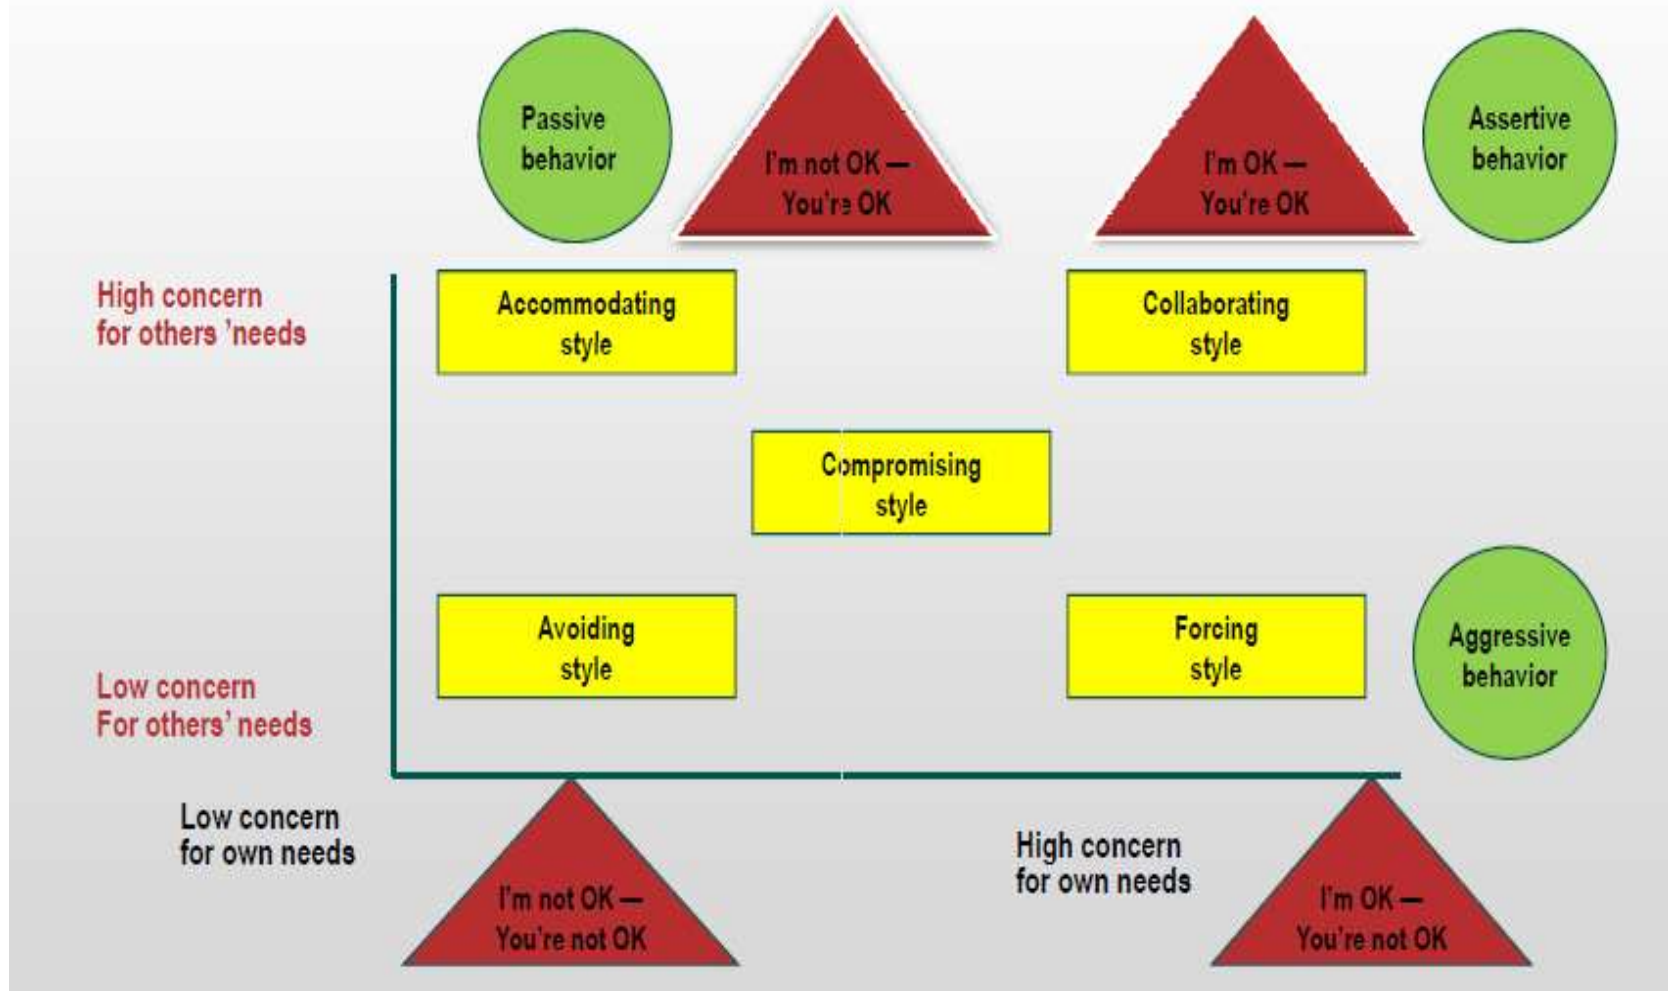 Passive
behavior
I'm not OK —
You're OK
I'm OK —
You're OK
Assertive
behavior
High concern
for others 'needs
Accommodating
style
Collaborating
style
Compromising
style
Avoiding
style
Forcing
style
Aggressive
behavior
Low concern
For others' needs
Low concern
for own needs
High concern
for own needs
I'm not OK —
You're not OK
I'm OK —
You're not OK